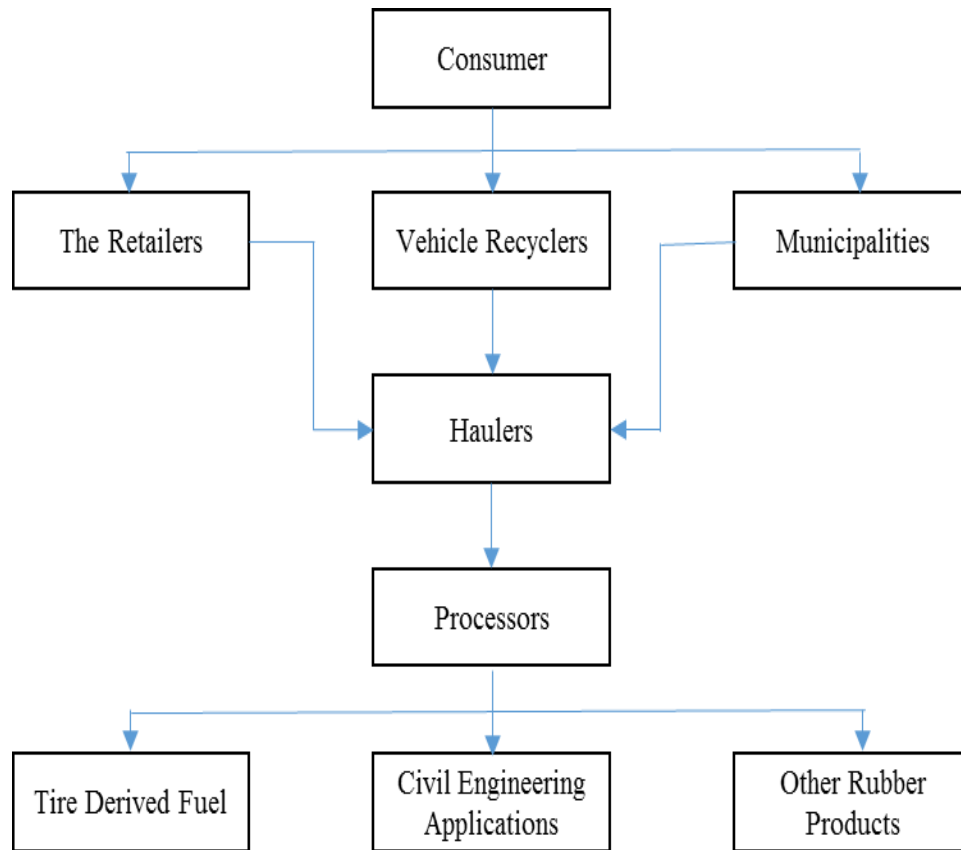 Consumer
The Retailers
Vehicle Recyclers
Municipalities
Haulers
Processors
Tire Derived Fuel
Civil Engineering
Applications
Other Rubber
Products